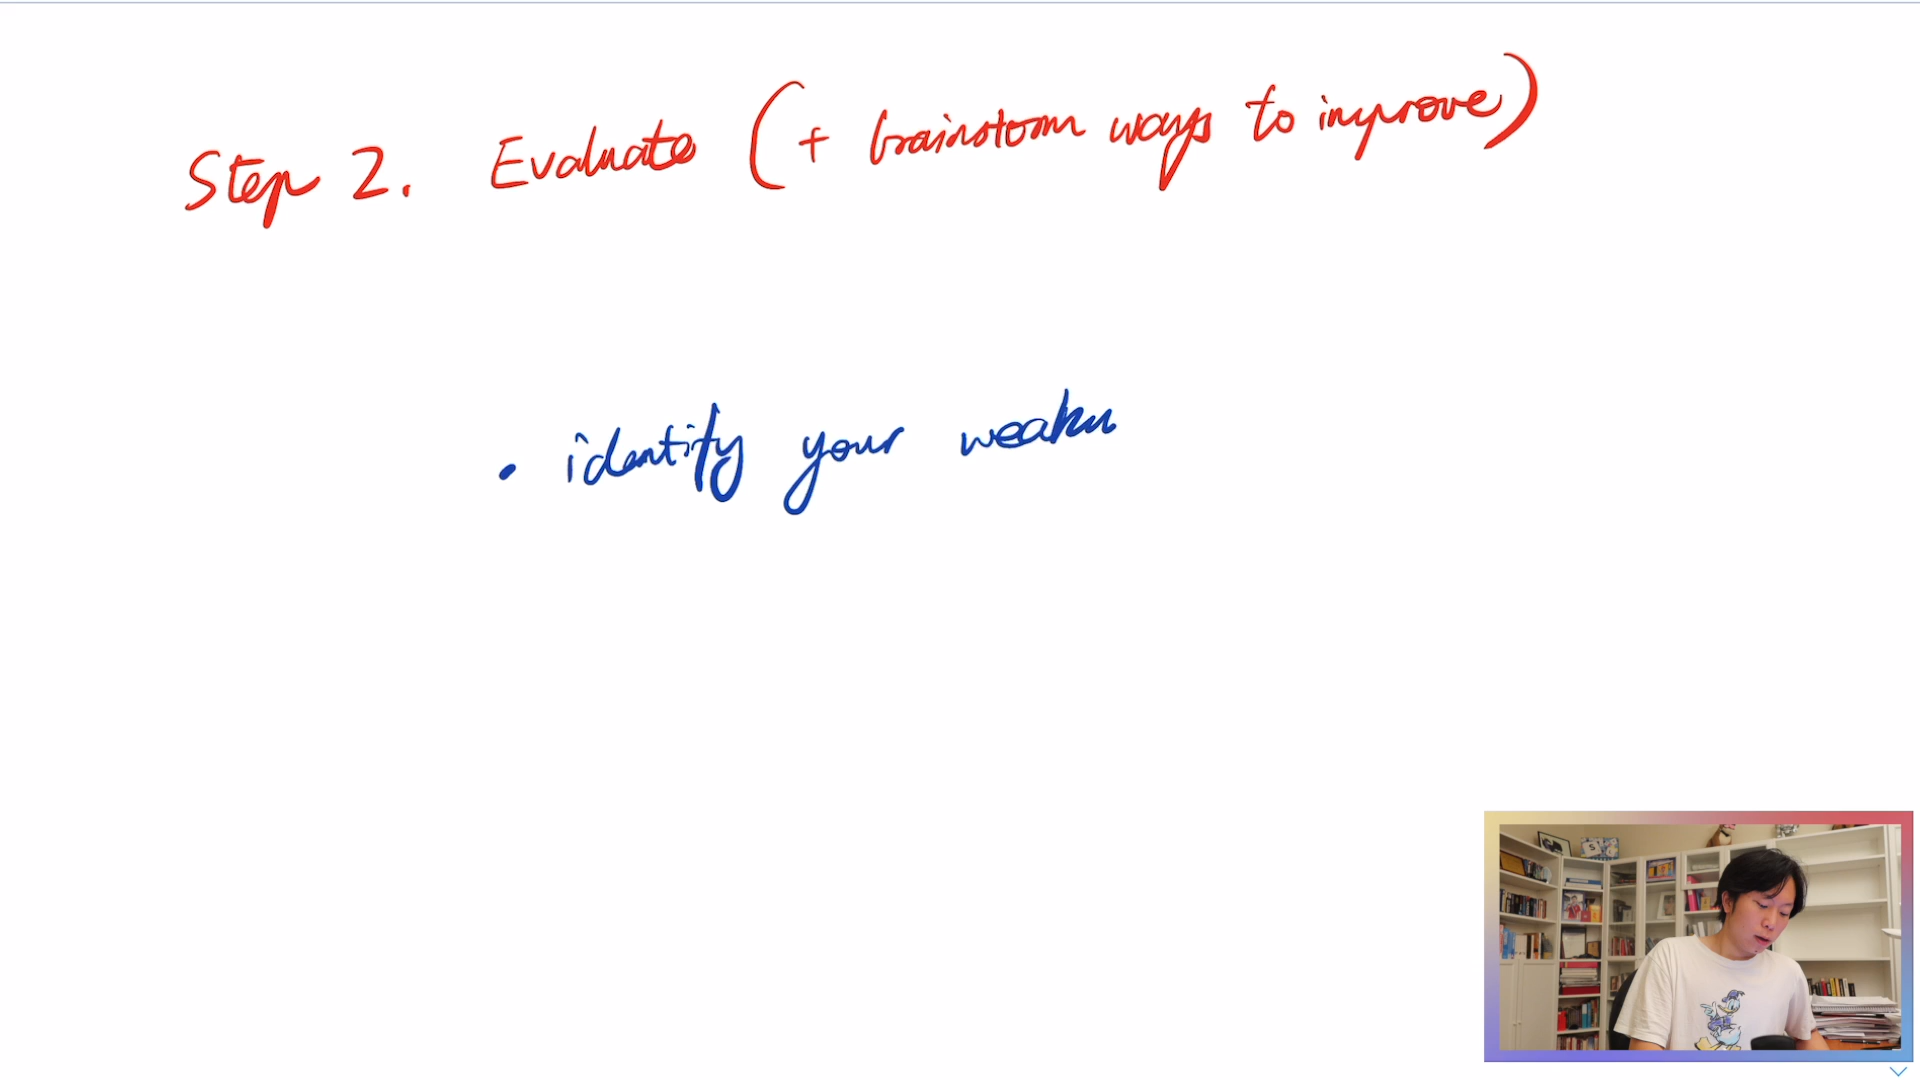 Step 2. Evaluate (+ brainstorm ways to improve)
• identify your weakn